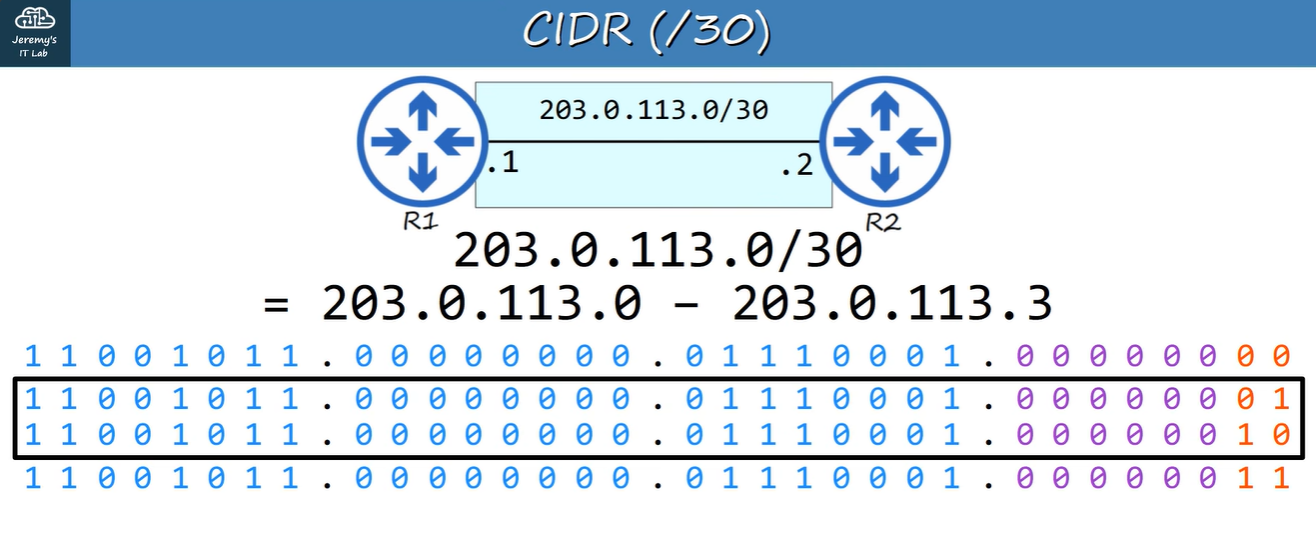 Jeremy's
IT Lab
CIDR (/30)
203.0.113.0/30
.1
.2
R1
R2
203.0.113.0/30
= 203.0.113.0 – 203.0.113.3
1 1 0 0 1 0 1 1 . 0 0 0 0 0 0 0 0 . 0 1 1 1 0 0 0 1 . 0 0 0 0 0 0 0 0
1 1 0 0 1 0 1 1 . 0 0 0 0 0 0 0 0 . 0 1 1 1 0 0 0 1 . 0 0 0 0 0 0 0 1
1 1 0 0 1 0 1 1 . 0 0 0 0 0 0 0 0 . 0 1 1 1 0 0 0 1 . 0 0 0 0 0 0 1 0
1 1 0 0 1 0 1 1 . 0 0 0 0 0 0 0 0 . 0 1 1 1 0 0 0 1 . 0 0 0 0 0 0 1 1